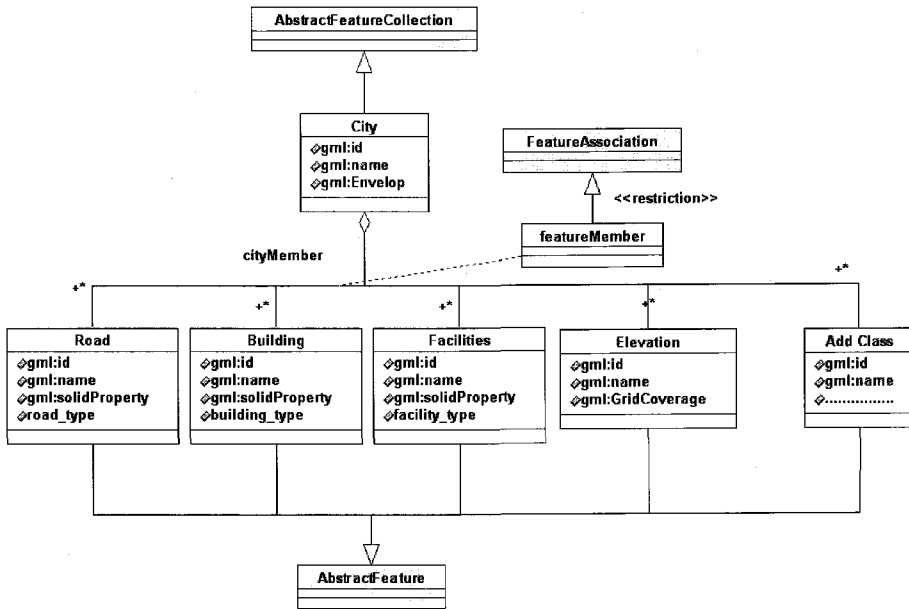 AbstractFeatureCollection
City
gml:id
gml:name
gml:Envelop
FeatureAssociation
<<restriction>>
featureMember
cityMember
+*
+*
+*
+*
+*
Road
gml:id
gml:name
gml:solidProperty
road_type
Building
gml:id
gml:name
gml:solidProperty
building_type
Facilities
gml:id
gml:name
gml:solidProperty
facility_type
Elevation
gml:id
gml:name
gml:GridCoverage
Add Class
gml:id
gml:name
................
AbstractFeature